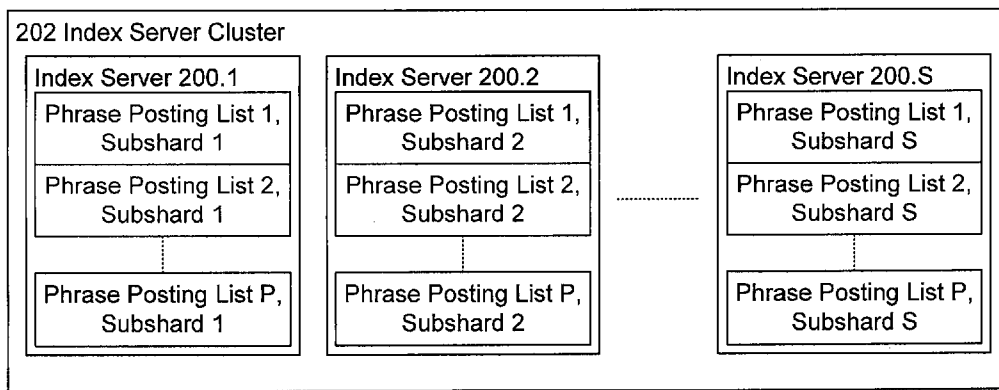 202 Index Server Cluster
Index Server 200.1
Phrase Posting List 1,
Subshard 1
Phrase Posting List 2,
Subshard 1
Phrase Posting List P,
Subshard 1
Index Server 200.2
Phrase Posting List 1,
Subshard 2
Phrase Posting List 2,
Subshard 2
Phrase Posting List P,
Subshard 2
Index Server 200.S
Phrase Posting List 1,
Subshard S
Phrase Posting List 2,
Subshard S
Phrase Posting List P,
Subshard S